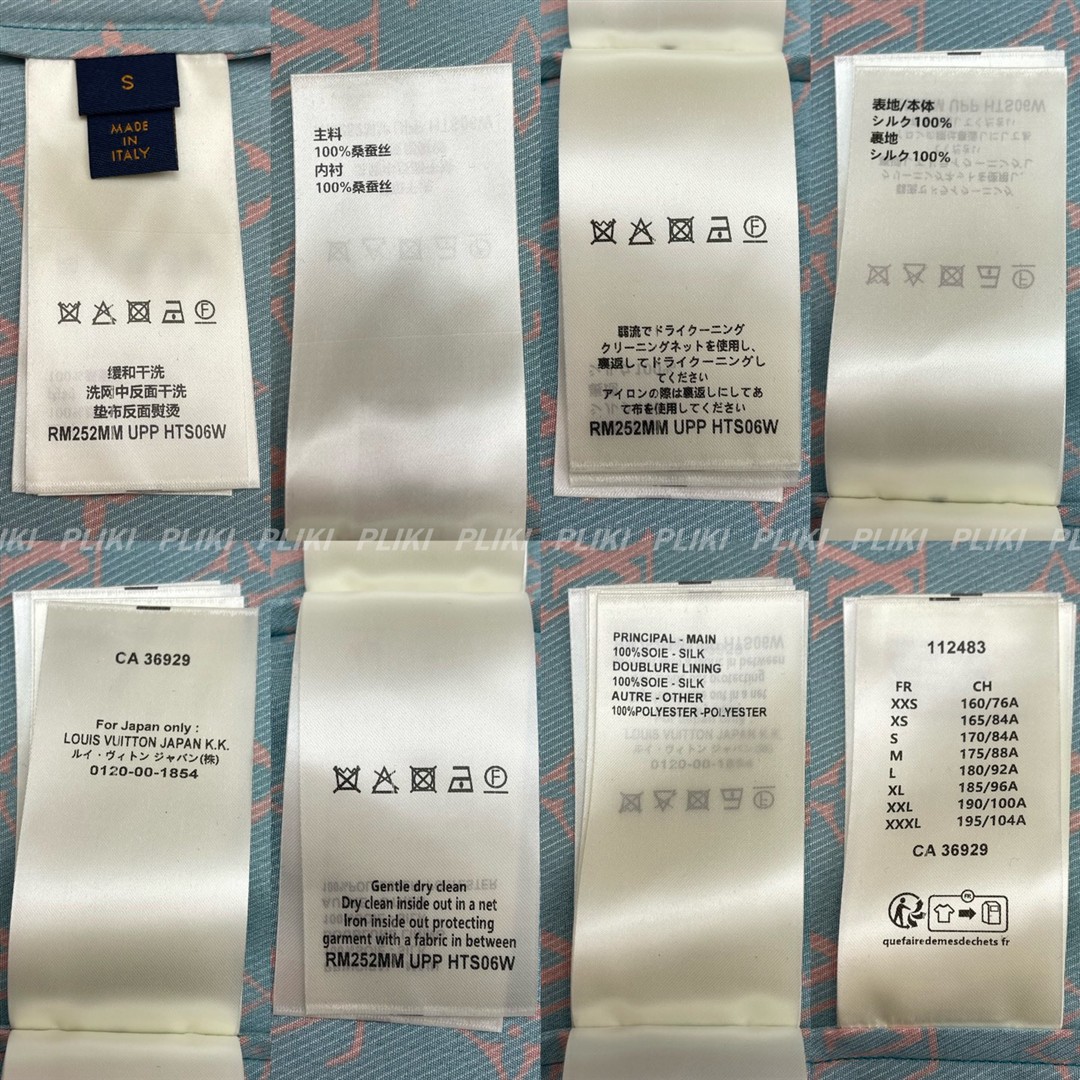 S
MADE
IN
ITALY
缓和干洗
洗网中反面干洗
垫布反面熨烫
RM252MM UPP HTS06W
主料
100%桑蚕丝
内衬
100%桑蚕丝
F
弱流でドライクーニング
クリーニングネットを使用し、
裏返してドライクーニングし
てください
アイロンの際は裏返しにしてあ
て布を使用してください
RM252MM UPP HTS06W
表地/本体
シルク100%
裏地
シルク100%
PLIKI PLIKI PLIKI PLIKI PLIKI PLIKI PLIKI PLIKI PLIKI PLIKI
CA 36929
For Japan only :
LOUIS VUITTON JAPAN K.K.
ルイ・ヴィトン ジャパン(株)
0120-00-1854
F
Gentle dry clean
Dry clean inside out in a net
Iron inside out protecting
garment with a fabric in between
RM252MM UPP HTS06W
PRINCIPAL - MAIN
100%SOIE - SILK
DOUBLURE LINING
100%SOIE - SILK
AUTRE - OTHER
100%POLYESTER -POLYESTER
112483
FR CH
XXS 160/76A
XS 165/84A
S 170/84A
M 175/88A
L 180/92A
XL 185/96A
XXL 190/100A
XXXL 195/104A
CA 36929
FR
quefairedemesdechets fr